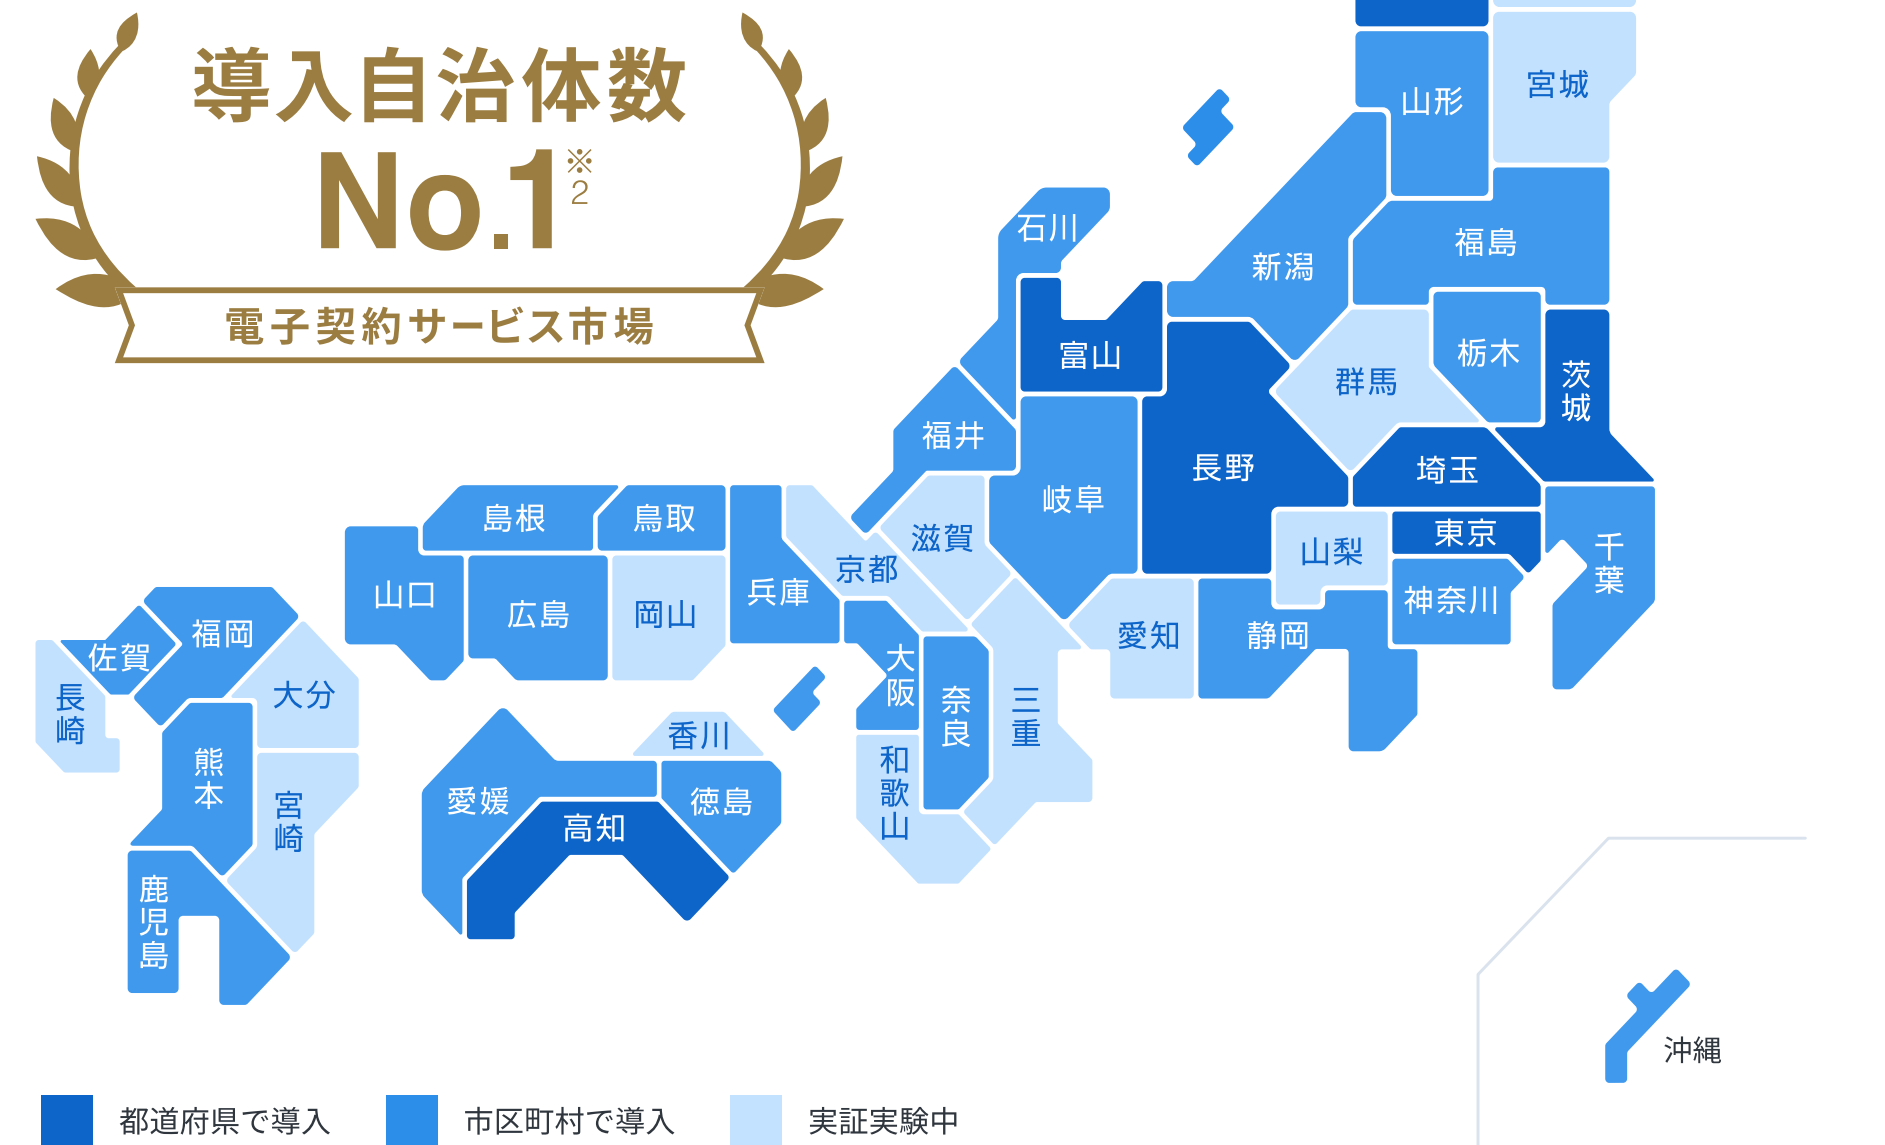 導入自治体数
No.1※2
電子契約サービス市場
宮城
山形
石川
福島
新潟
富山
栃木
茨城
群馬
福井
長野
埼玉
岐阜
島根
鳥取
滋賀
東京
千葉
京都
山梨
山口
広島
岡山
兵庫
神奈川
福岡
佐賀
愛知
静岡
大阪
長崎
大分
奈良
三重
香川
熊本
和歌山
宮崎
愛媛
徳島
高知
鹿児島
沖縄
都道府県で導入
市区町村で導入
実証実験中